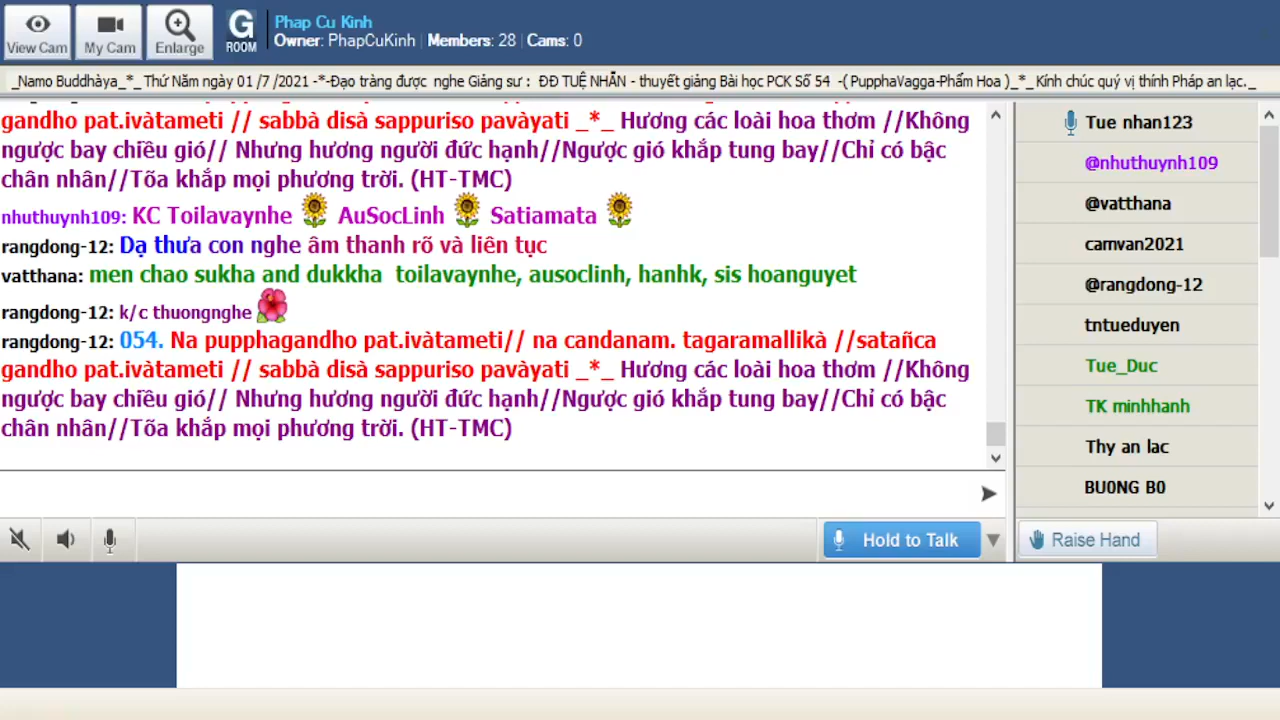 View Cam
My Cam
Enlarge
G
ROOM
Phap Cu Kinh
Owner: PhapCuKinh | Members: 28 | Cams: 0
_Namo Buddhàya_*_ Thứ Năm ngày 01 /7 /2021 -*-Đạo tràng được nghe Giảng sư : ĐĐ TUỆ NHẪN - thuyết giảng Bài học PCK Số 54 -( PupphaVagga-Phẩm Hoa )_*_ Kính chúc quý vị thính Pháp an lạc._
gandho pat.ivàtameti // sabbà disà sappuriso pavàyati _*_ Hương các loài hoa thơm //Không
ngược bay chiều gió// Nhưng hương người đức hạnh//Ngược gió khắp tung bay//Chỉ có bậc
chân nhân//Tõa khắp mọi phương trời. (HT-TMC)
nhuthuynh109: KC Toilavaynhe AuSocLinh Satiamata
rangdong-12: Dạ thưa con nghe âm thanh rõ và liên tục
vatthana: men chao sukha and dukkha toilavaynhe, ausoclinh, hanhk, sis hoanguyet
rangdong-12: k/c thuongnghe
rangdong-12: 054. Na pupphagandho pat.ivàtameti// na candanam. tagaramallikà //satañca
gandho pat.ivàtameti // sabbà disà sappuriso pavàyati _*_ Hương các loài hoa thơm //Không
ngược bay chiều gió// Nhưng hương người đức hạnh//Ngược gió khắp tung bay//Chỉ có bậc
chân nhân//Tõa khắp mọi phương trời. (HT-TMC)
Tue nhan123
@nhuthuynh109
@vatthana
camvan2021
@rangdong-12
tntueduyen
Tue_Duc
TK minhhanh
Thy an lac
BU0NG B0
Hold to Talk
Raise Hand